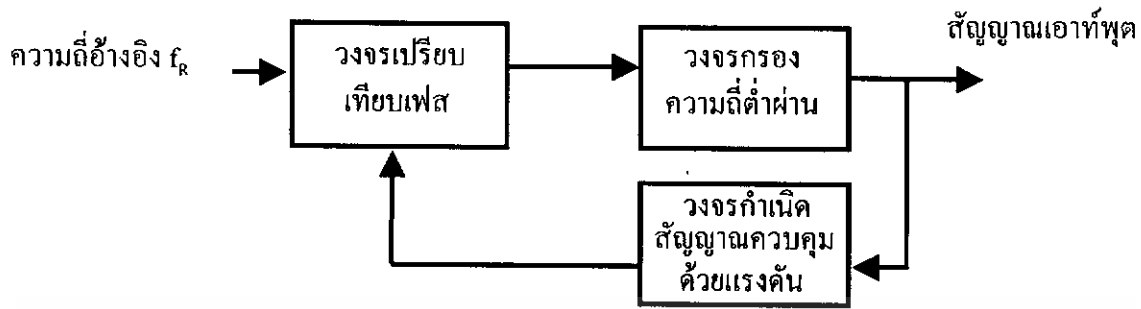 สัญญาณเอาท์พุต
ความถี่อ้างอิง fR
วงจรเปรียบ
เทียบเฟส
วงจรกรอง
ความถี่ต่ำผ่าน
วงจรกำเนิด
สัญญาณควบคุม
ด้วยแรงดัน